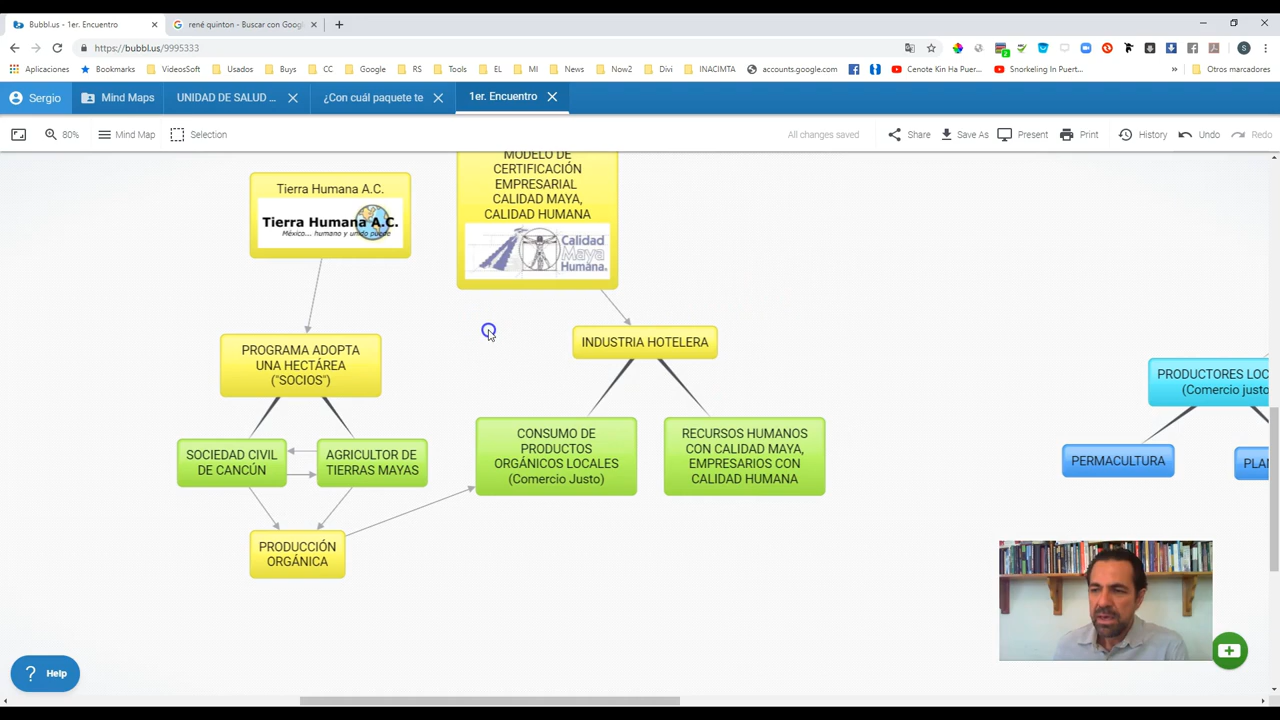 Bubbl.us - 1er. Encuentro
rené quinton - Buscar con Googl
https://bubbl.us/9995333
Aplicaciones
Bookmarks
VideosSoft
Usados
Buys
CC
Google
RS
Tools
EL
MI
News
Now2
Divi
INACIMTA
accounts.google.com
Cenote Kin Ha Puer...
Snorkeling In Puert...
»
Otros marcadores
Sergio
Mind Maps
UNIDAD DE SALUD ...
¿Con cuál paquete te
1er. Encuentro
80%
Mind Map
Selection
All changes saved
Share
Save As
Present
Print
History
Undo
Redo
Tierra Humana A.C.
Tierra Humana A.C.
México... humano y unido puede
MODELO DE
CERTIFICACIÓN
EMPRESARIAL
CALIDAD MAYA,
CALIDAD HUMANA
Calidad
Maya
Humana®
PROGRAMA ADOPTA
UNA HECTÁREA
("SOCIOS")
INDUSTRIA HOTELERA
SOCIEDAD CIVIL
DE CANCÚN
AGRICULTOR DE
TIERRAS MAYAS
CONSUMO DE
PRODUCTOS
ORGÁNICOS LOCALES
(Comercio Justo)
RECURSOS HUMANOS
CON CALIDAD MAYA,
EMPRESARIOS CON
CALIDAD HUMANA
PRODUCCIÓN
ORGÁNICA
PRODUCTORES LOC
(Comercio justo
PERMACULTURA
PLA
? Help